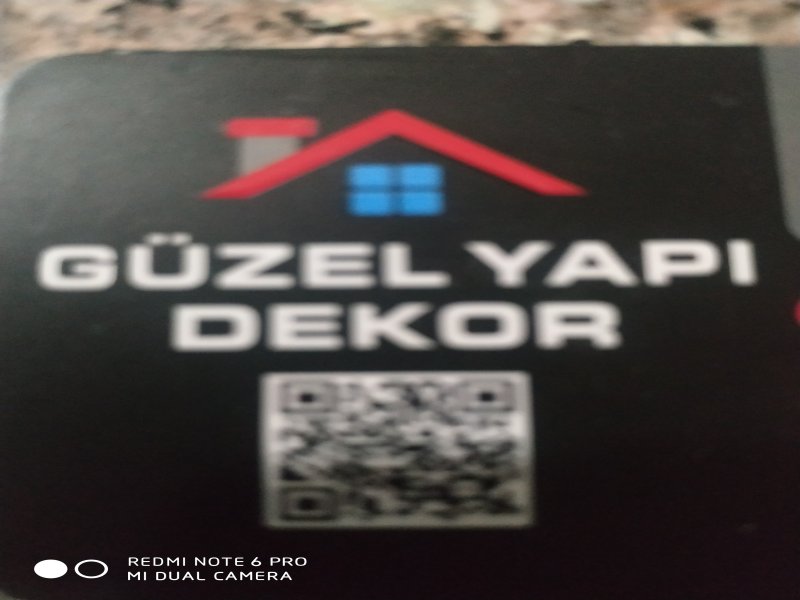 GÜZEL YAPI
DEKOR
REDMI NOTE 6 PRO
MI DUAL CAMERA